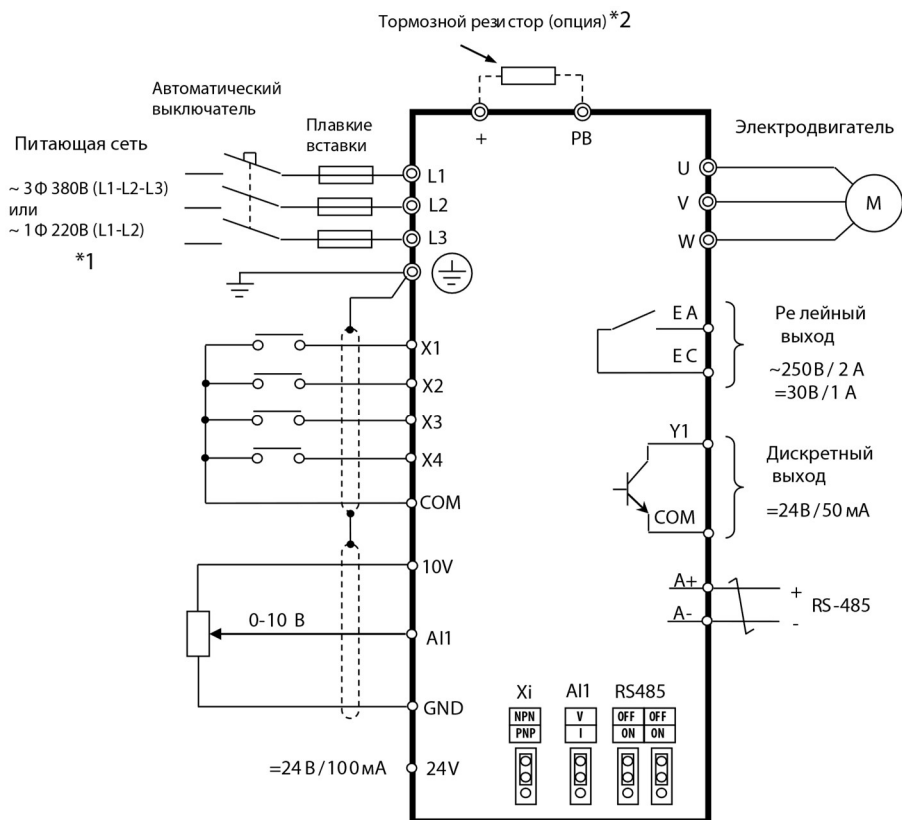 Тормозной резистор (опция) *2
Автоматический
выключатель
Плавкие
вставки
+
PB
Питающая сеть
Электродвигатель
~ 3Ф 380В (L1-L2-L3)
или
~ 1Ф 220В (L1-L2)
*1
L1
L2
L3
U
V
W
M
X1
X2
X3
X4
COM
EA
EC
Релейный
выход
~250В / 2 А
=30В/1 А
Y1
COM
Дискретный
выход
=24В/50 мА
10V
0-10 В
AI1
GND
A+
A-
+
-
RS-485
Xi AI1 RS485
NPN V OFF OFF
PNP I ON ON
=24В/100мА
24V